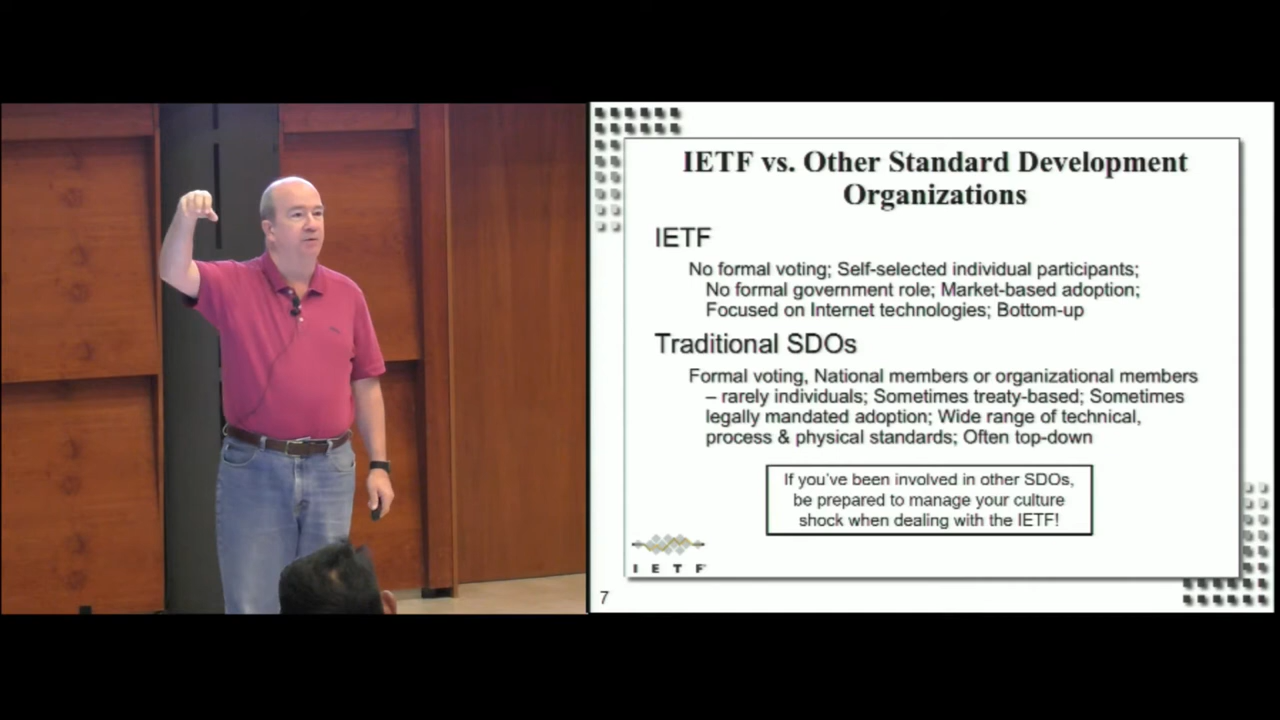 IETF vs. Other Standard Development
Organizations
IETF
No formal voting; Self-selected individual participants;
No formal government role; Market-based adoption;
Focused on Internet technologies; Bottom-up
Traditional SDOs
Formal voting, National members or organizational members
– rarely individuals; Sometimes treaty-based; Sometimes
legally mandated adoption; Wide range of technical,
process & physical standards; Often top-down
If you've been involved in other SDOs,
be prepared to manage your culture
shock when dealing with the IETF!
I E T F
7